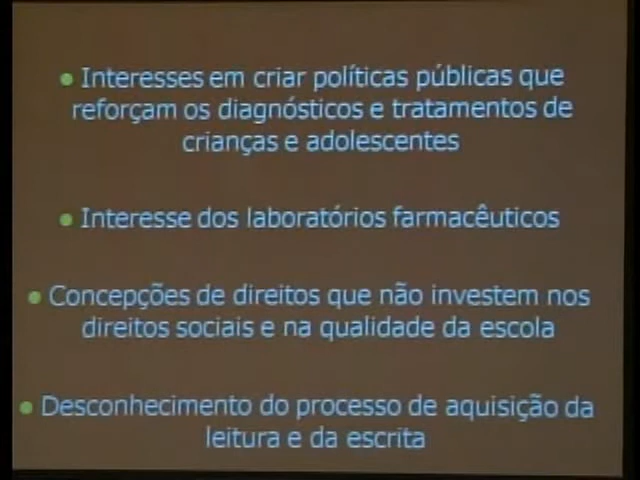 • Interesses em criar políticas públicas que
reforçam os diagnósticos e tratamentos de
crianças e adolescentes
• Interesse dos laboratórios farmacêuticos
• Concepções de direitos que não investem nos
direitos sociais e na qualidade da escola
• Desconhecimento do processo de aquisição da
leitura e da escrita